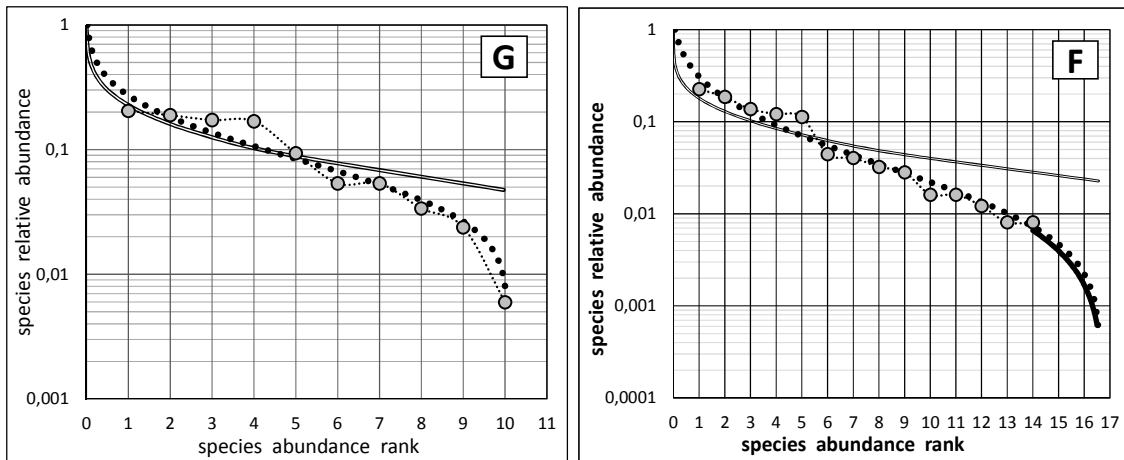 G
species relative abundance
1
0,1
0,01
0,001
0 1 2 3 4 5 6 7 8 9 10 11
species abundance rank
F
species relative abundance
1
0,1
0,01
0,001
0,0001
0 1 2 3 4 5 6 7 8 9 10 11 12 13 14 15 16 17
species abundance rank